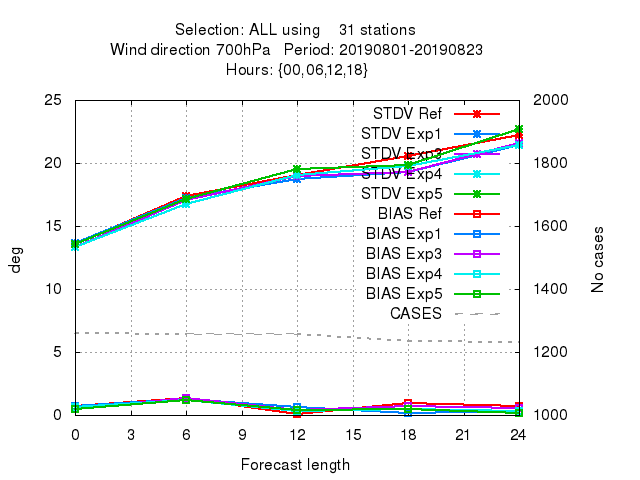 Selection: ALL using    31 stations
Wind direction 700hPa   Period: 20190801-20190823
Hours: {00,06,12,18}
25 2000
STDV Ref
STDV Exp1
STDV Exp3
20 1800
STDV Exp4
STDV Exp5
BIAS Ref
15 1600
BIAS Exp1
BIAS Exp3
BIAS Exp4
BIAS Exp5
10 1400
CASES
5 1200
0 1000
deg
No cases
0 3 6 9 12 15 18 21 24
Forecast length